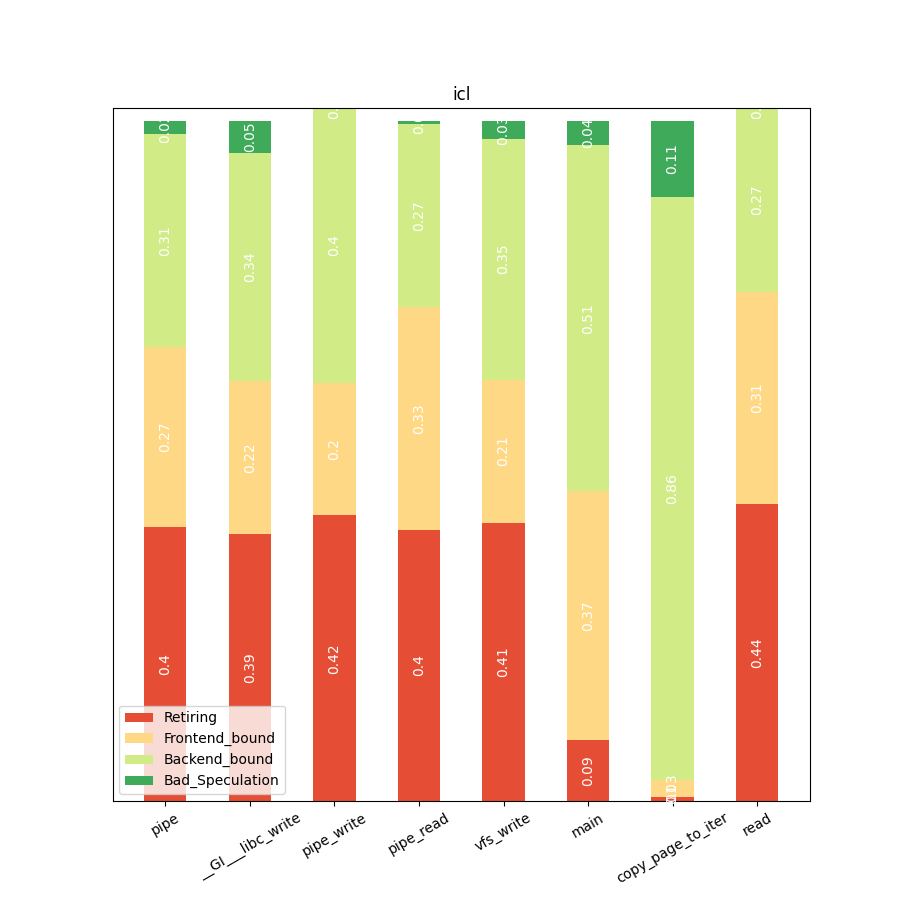 icl
0.05
0.03
0.04
0.11
0.31
0.34
0.4
0.27
0.35
0.51
0.86
0.27
0.27
0.22
0.2
0.33
0.21
0.37
0.31
0.4
0.39
0.42
0.4
0.41
0.09
0.44
Retiring
Frontend_bound
Backend_bound
Bad_Speculation
pipe
__GI___libc_write
pipe_write
pipe_read
vfs_write
main
copy_page_to_iter
read